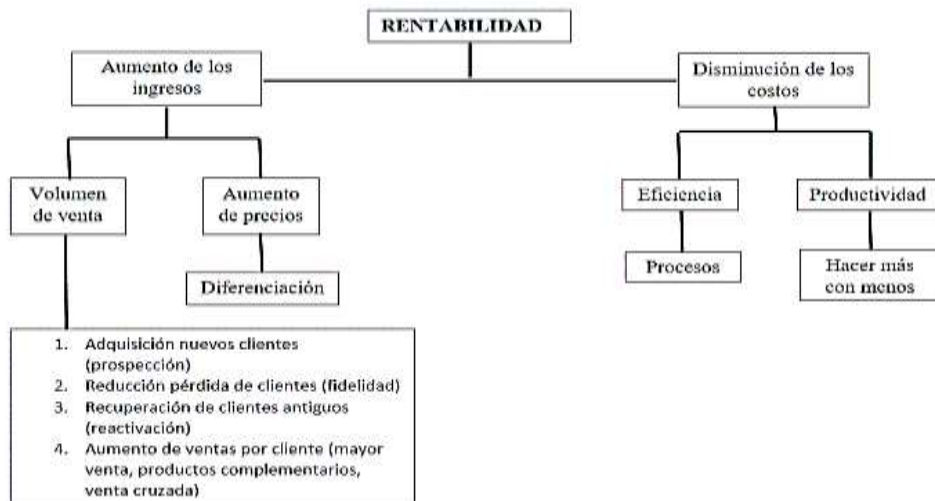 RENTABILIDAD
Aumento de los
ingresos
Disminución de los
costos
Volumen
de venta
Aumento
de precios
Eficiencia
Productividad
Diferenciación
Procesos
Hacer más
con menos
1. Adquisición nuevos clientes
(prospección)
2. Reducción pérdida de clientes (fidelidad)
3. Recuperación de clientes antiguos
(reactivación)
4. Aumento de ventas por cliente (mayor
venta, productos complementarios,
venta cruzada)